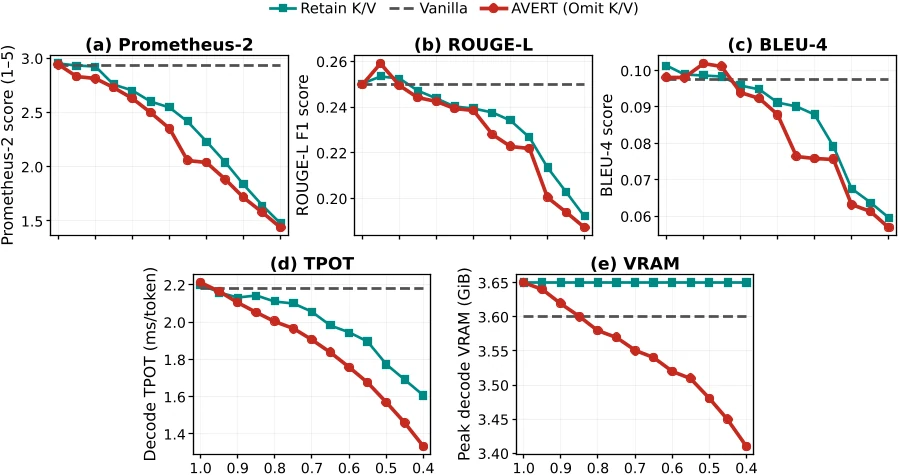 Retain K/V Vanilla AVERT (Omit K/V)
(a) Prometheus-2
(b) ROUGE-L
(c) BLEU-4
Prometheus-2 score (1–5)
3.0
2.5
2.0
1.5
ROUGE-L F1 score
0.26
0.24
0.22
0.20
BLEU-4 score
0.10
0.09
0.08
0.07
0.06
(d) TPOT
(e) VRAM
Decode TPOT (ms/token)
2.2
2.0
1.8
1.6
1.4
1.0 0.9 0.8 0.7 0.6 0.5 0.4
Peak decode VRAM (GiB)
3.65
3.60
3.55
3.50
3.45
3.40
1.0 0.9 0.8 0.7 0.6 0.5 0.4